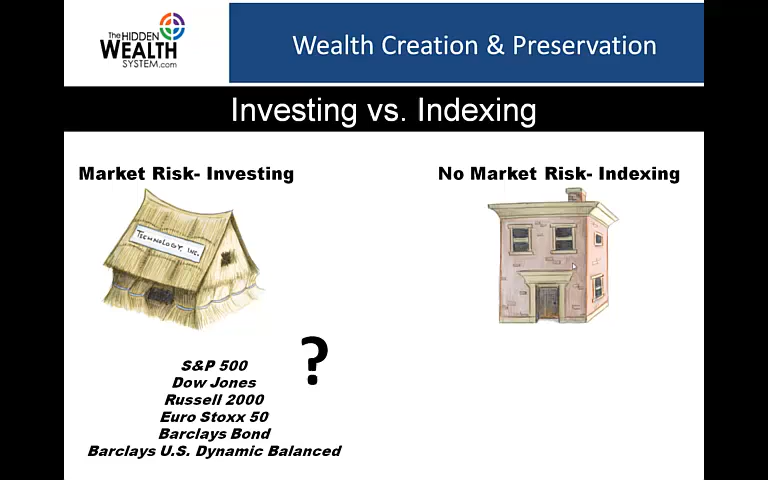 The HIDDEN
WEALTH
SYSTEM.com
Wealth Creation & Preservation
Investing vs. Indexing
Market Risk- Investing
No Market Risk- Indexing
TECHNOLOGY, INC.
?
S&P 500
Dow Jones
Russell 2000
Euro Stoxx 50
Barclays Bond
Barclays U.S. Dynamic Balanced